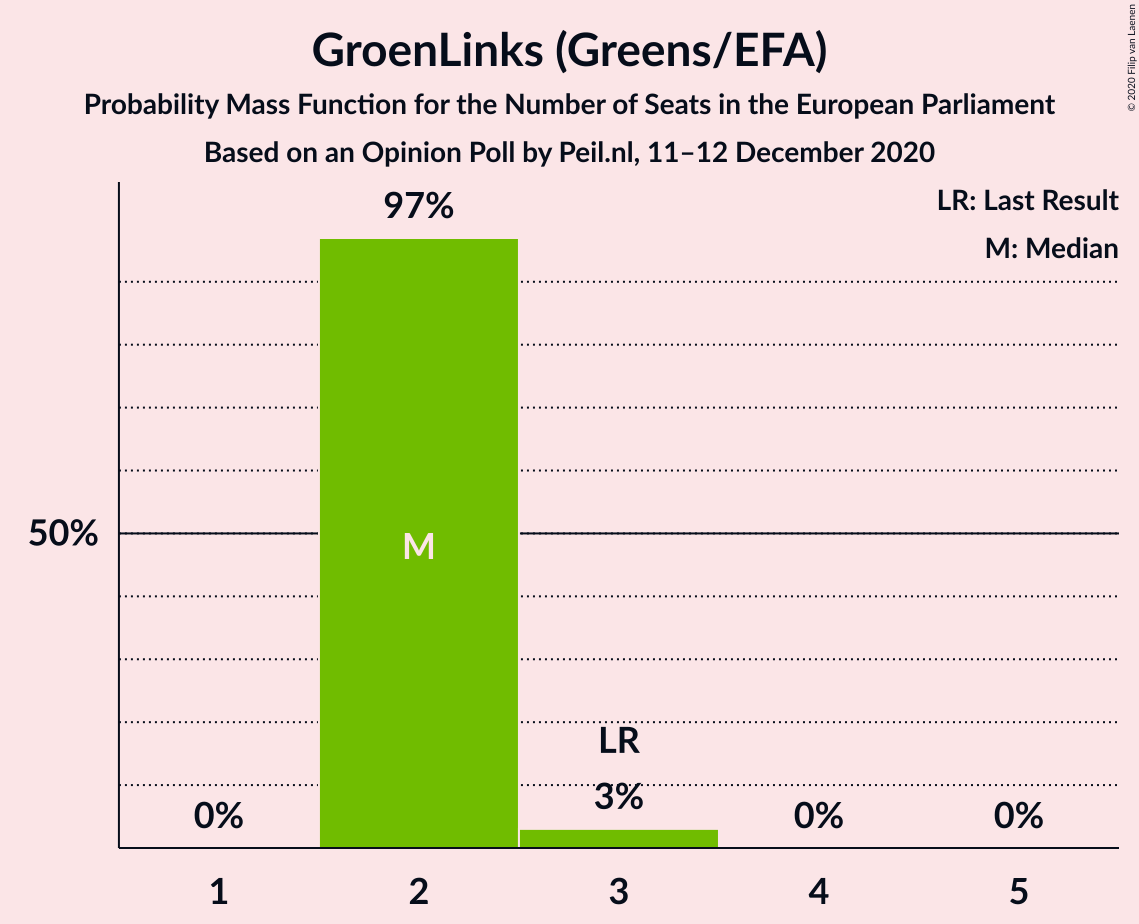 GroenLinks (Greens/EFA)
Probability Mass Function for the Number of Seats in the European Parliament
Based on an Opinion Poll by Peil.nl, 11–12 December 2020
© 2020 Filip van Laenen
LR: Last Result
M: Median
97%
50%
M
LR
0%
3%
0%
0%
1
2
3
4
5